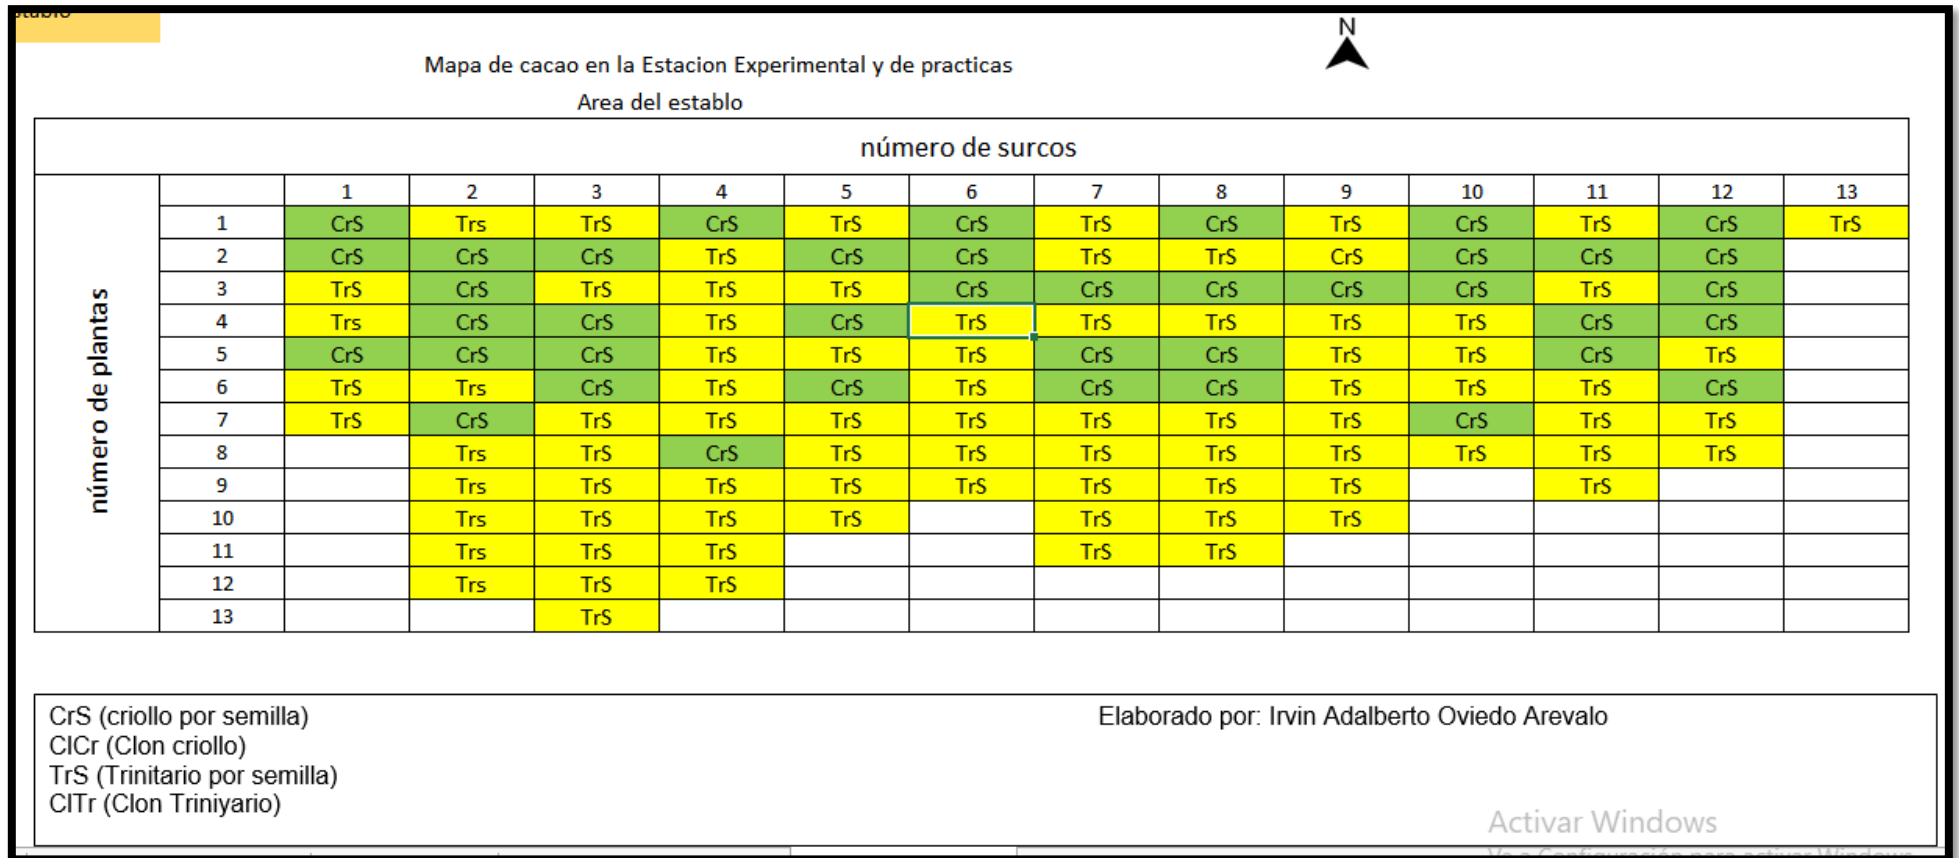 N
Mapa de cacao en la Estacion Experimental y de practicas
Area del establo
número de surcos
número de plantas
1 2 3 4 5 6 7 8 9 10 11 12 13
1 CrS Trs TrS CrS TrS CrS TrS CrS TrS CrS TrS CrS TrS
2 CrS CrS CrS TrS CrS CrS TrS TrS CrS CrS CrS CrS
3 TrS CrS TrS TrS TrS CrS CrS CrS CrS CrS TrS CrS
4 Trs CrS CrS TrS CrS TrS TrS TrS TrS TrS CrS CrS
5 CrS CrS CrS TrS TrS TrS CrS CrS TrS TrS CrS TrS
6 TrS Trs CrS TrS CrS TrS CrS CrS TrS TrS TrS CrS
7 TrS CrS TrS TrS TrS TrS TrS TrS TrS CrS TrS TrS
8 Trs TrS CrS TrS TrS TrS TrS TrS TrS TrS TrS
9 Trs TrS TrS TrS TrS TrS TrS TrS TrS
10 Trs TrS TrS TrS TrS TrS TrS
11 Trs TrS TrS TrS TrS
12 Trs TrS TrS
13 TrS
CrS (criollo por semilla)
ClCr (Clon criollo)
TrS (Trinitario por semilla)
ClTr (Clon Triniyario)
Elaborado por: Irvin Adalberto Oviedo Arevalo
Activar Windows